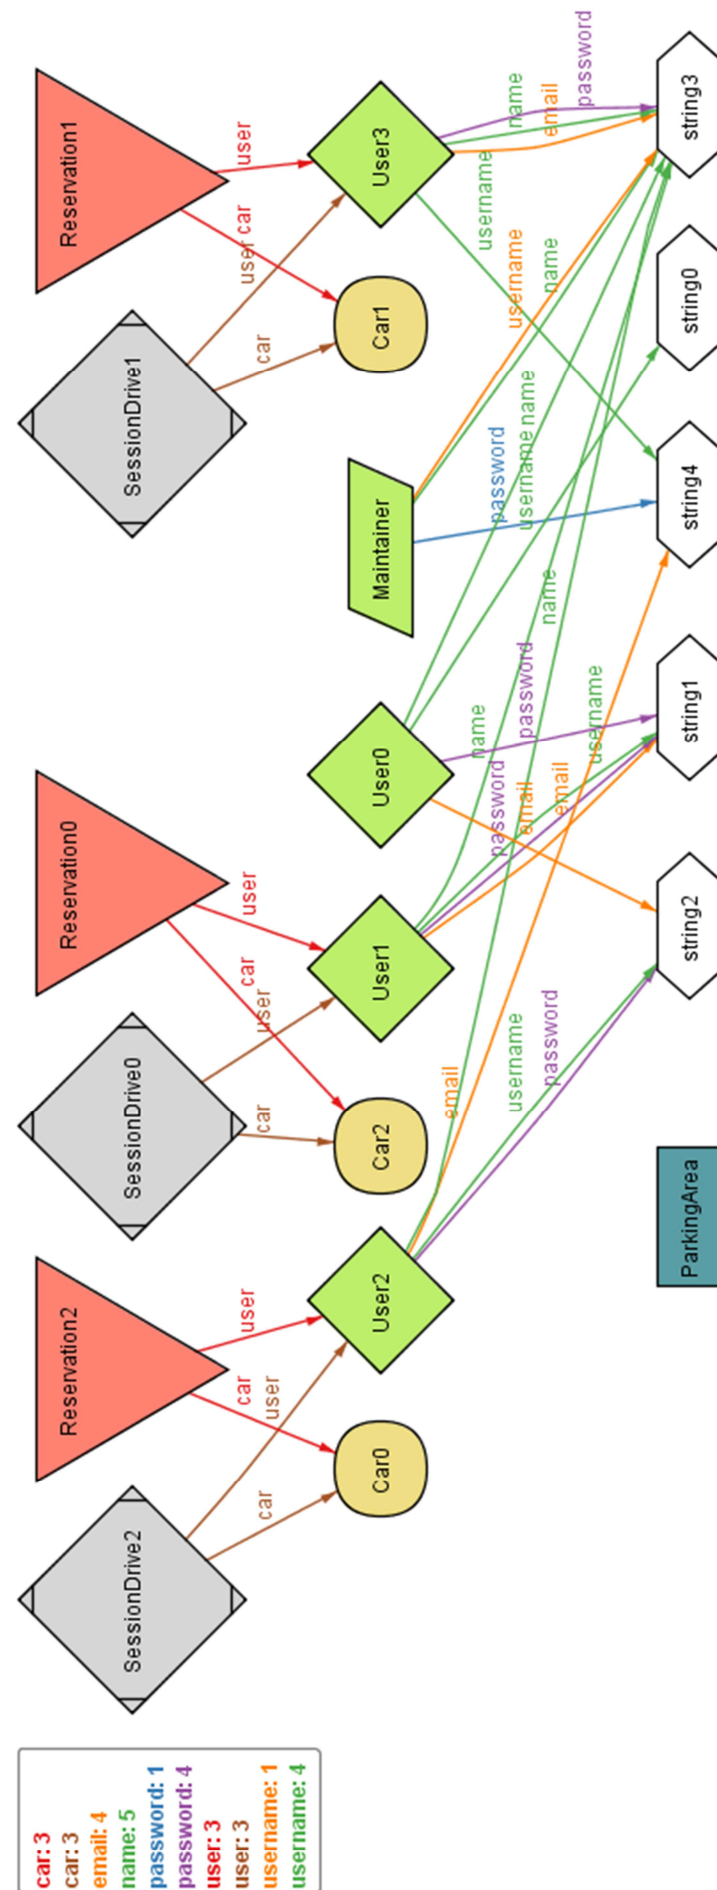 car: 3
car: 3
email: 4
name: 5
password: 1
password: 4
user: 3
user: 3
username: 1
username: 4
SessionDrive2
Reservation2
SessionDrive0
Reservation0
SessionDrive1
Reservation1
car
user
car
user
car
user
car
user
car
user
car
user
Car0
User2
Car2
User1
User0
Maintainer
Car1
User3
email
username
password
name
password
email
email
username
password
name
username
name
password
username
name
username
name
email
password
ParkingArea
string2
string1
string4
string0
string3